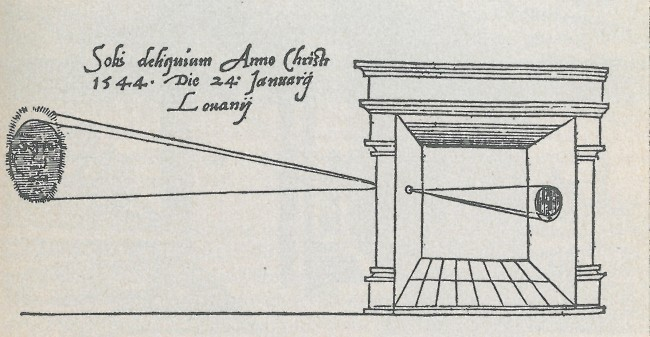 Solis deliquium Anno Christi
1544. Die 24: Januarij
Louanij